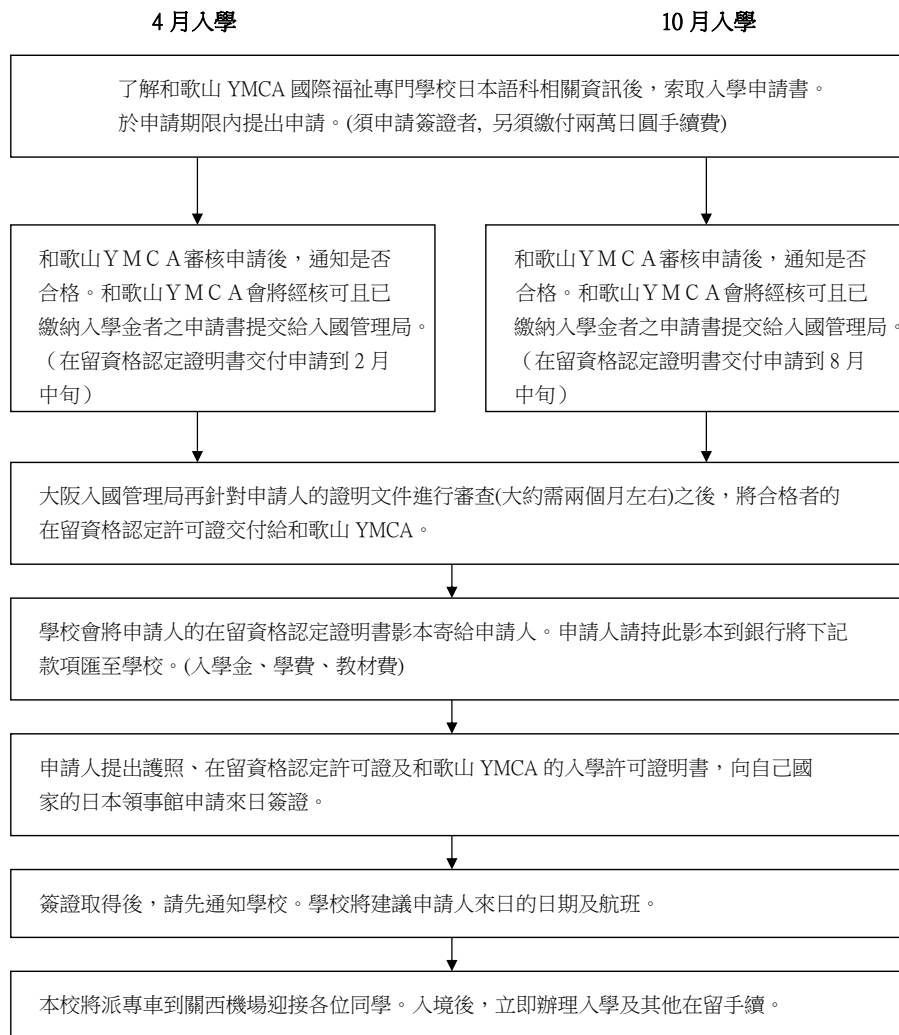 4 月入學
10 月入學
了解和歌山 YMCA 國際福祉專門學校日本語科相關資訊後，索取入學申請書。
於申請期限內提出申請。(須申請簽證者, 另須繳付兩萬日圓手續費)
和歌山ＹＭＣＡ審核申請後，通知是否
合格。和歌山ＹＭＣＡ會將經核可且已
繳納入學金者之申請書提交給入國管理局。
（在留資格認定證明書交付申請到 2 月
中旬）
和歌山ＹＭＣＡ審核申請後，通知是否
合格。和歌山ＹＭＣＡ會將經核可且已
繳納入學金者之申請書提交給入國管理局。
（在留資格認定證明書交付申請到 8 月
中旬）
大阪入國管理局再針對申請人的證明文件進行審查(大約需兩個月左右)之後，將合格者的
在留資格認定許可證交付給和歌山 YMCA。
學校會將申請人的在留資格認定證明書影本寄給申請人。申請人請持此影本到銀行將下記
款項匯至學校。(入學金、學費、教材費)
申請人提出護照、在留資格認定許可證及和歌山 YMCA 的入學許可證明書，向自己國
家的日本領事館申請來日簽證。
簽證取得後，請先通知學校。學校將建議申請人來日的日期及航班。
本校將派專車到關西機場迎接各位同學。入境後，立即辦理入學及其他在留手續。